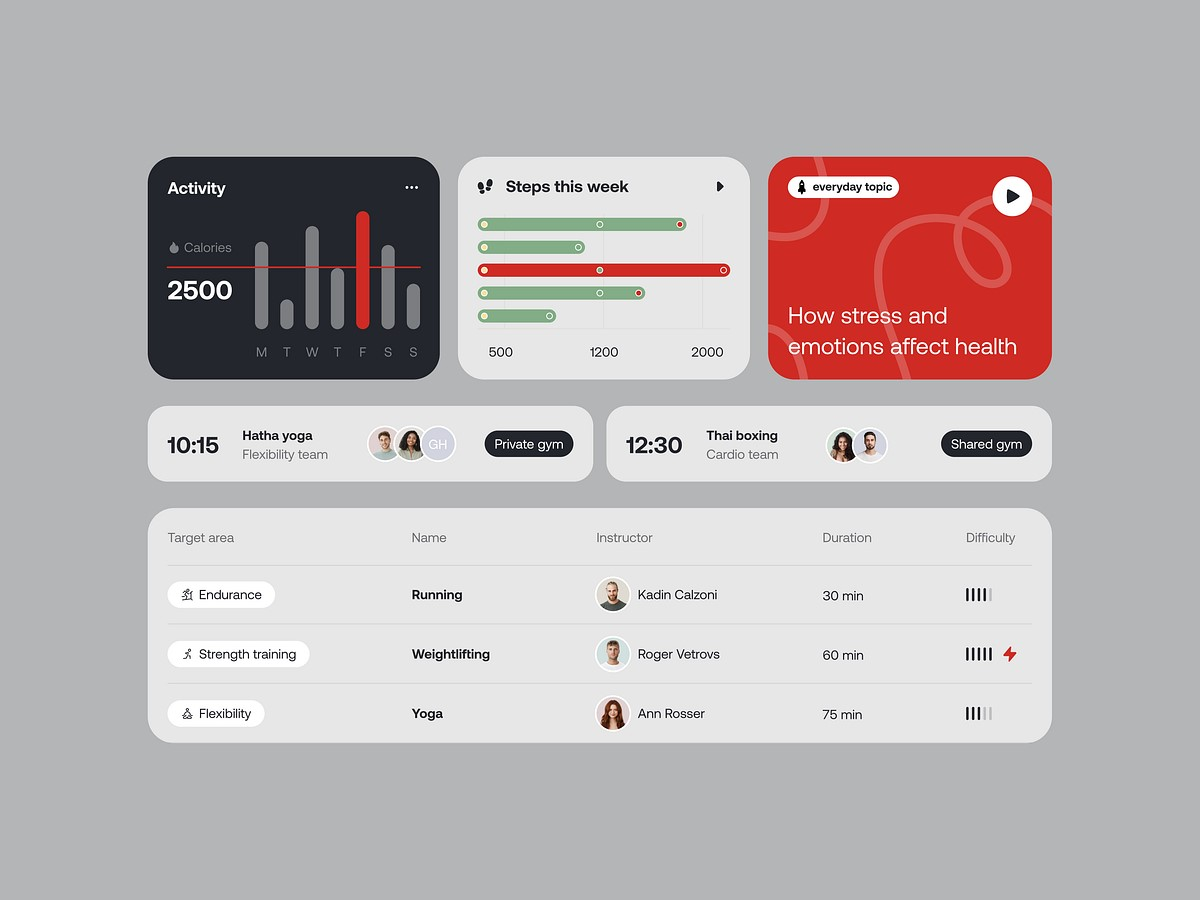 Activity
Calories
2500
M T W T F S S
Steps this week
500 1200 2000
everyday topic
How stress and
emotions affect health
10:15
Hatha yoga
Flexibility team
GH
Private gym
12:30
Thai boxing
Cardio team
Shared gym
Target area Name Instructor Duration Difficulty
Endurance Running Kadin Calzoni 30 min
Strength training Weightlifting Roger Vetrovs 60 min
Flexibility Yoga Ann Rosser 75 min